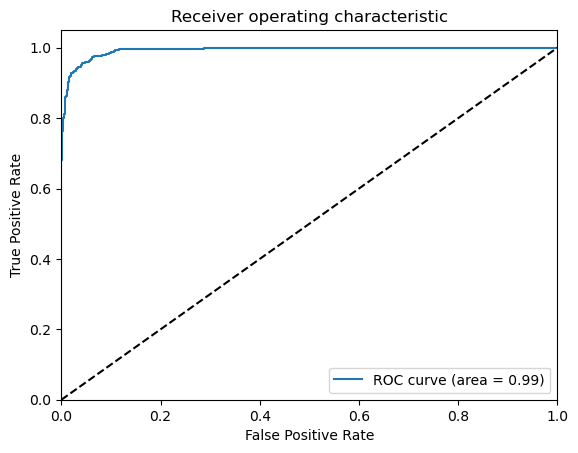 Receiver operating characteristic
1.0
0.8
0.6
0.4
0.2
0.0
True Positive Rate
ROC curve (area = 0.99)
0.0 0.2 0.4 0.6 0.8 1.0
False Positive Rate